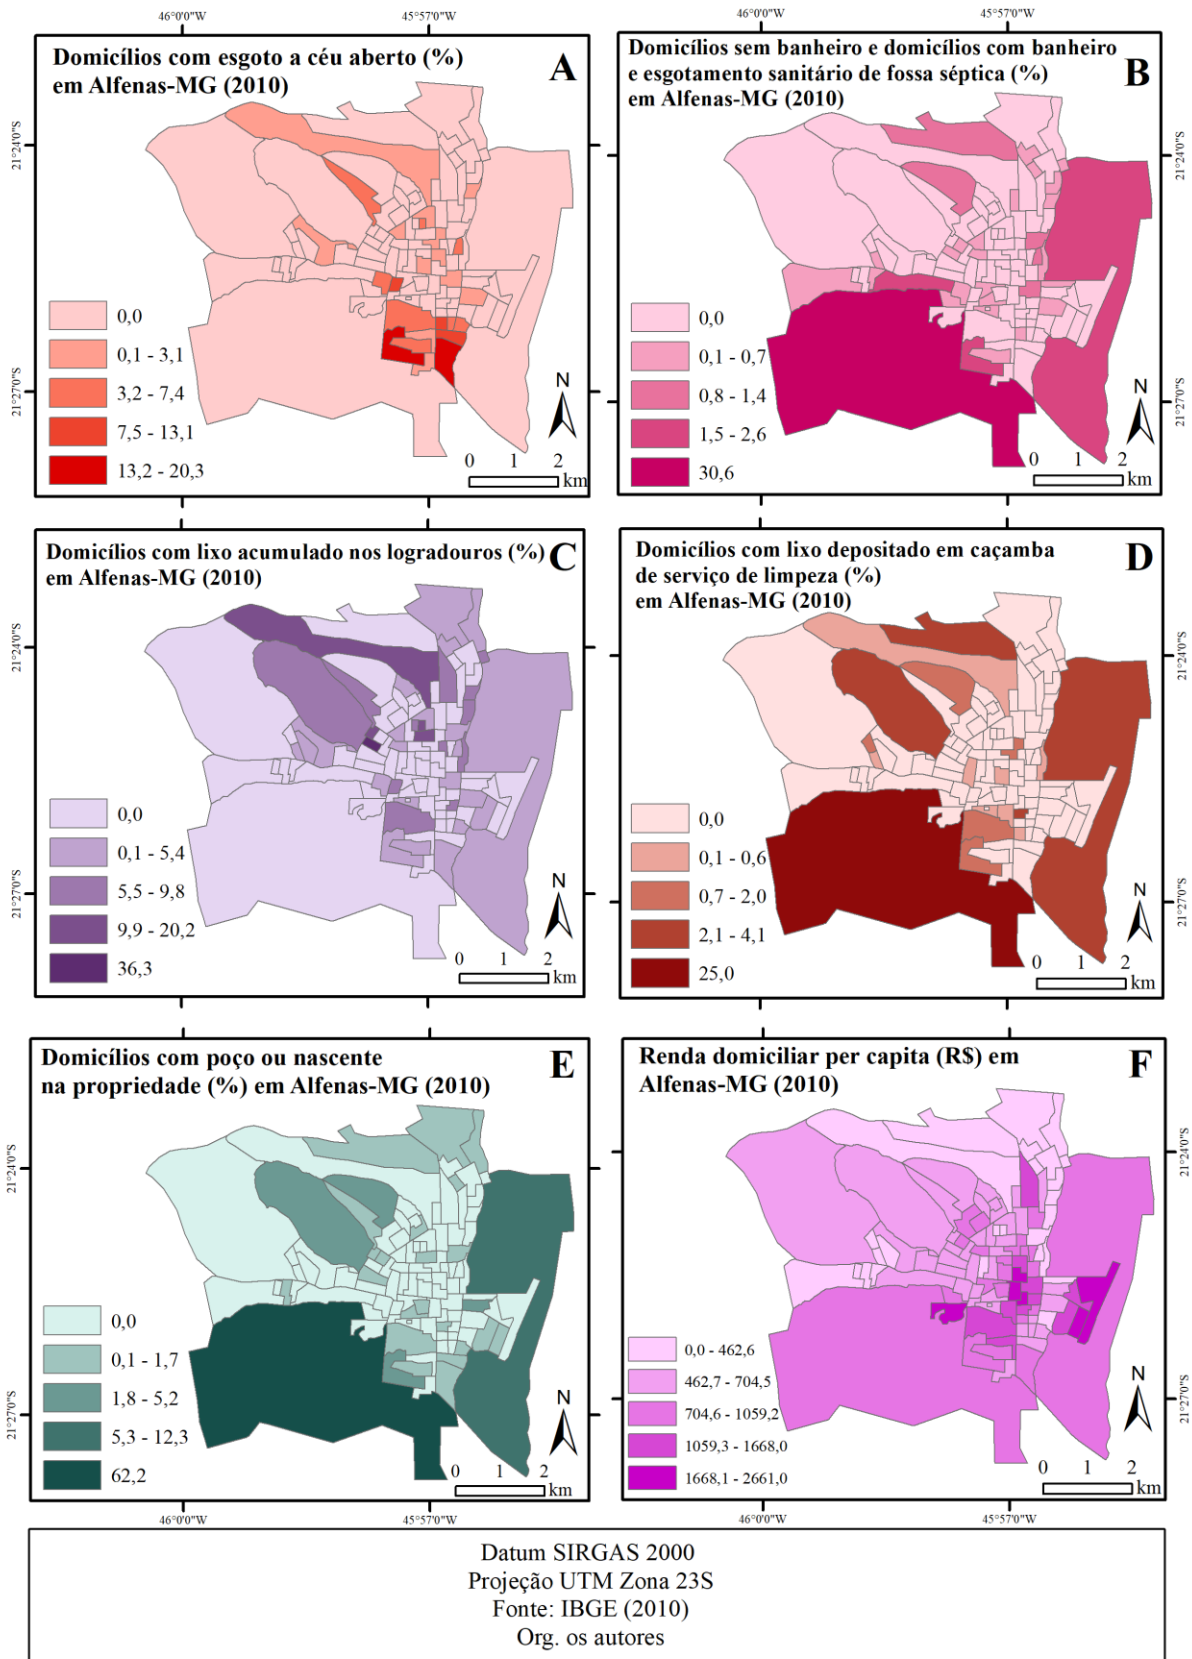 46°0'0"W 45°57'0"W 46°0'0"W 45°57'0"W
Domicílios com esgoto a céu aberto (%)
em Alfenas-MG (2010)
A
21°24'0"S
21°27'0"S
0,0
0,1 - 3,1
3,2 - 7,4
7,5 - 13,1
13,2 - 20,3
N
0 1 2
km
Domicílios sem banheiro e domicílios com banheiro
e esgotamento sanitário de fossa séptica (%)
em Alfenas-MG (2010)
B
21°24'0"S
21°27'0"S
0,0
0,1 - 0,7
0,8 - 1,4
1,5 - 2,6
30,6
N
0 1 2
km
Domicílios com lixo acumulado nos logradouros (%)
em Alfenas-MG (2010)
C
21°24'0"S
21°27'0"S
0,0
0,1 - 5,4
5,5 - 9,8
9,9 - 20,2
36,3
N
0 1 2
km
Domicílios com lixo depositado em caçamba
de serviço de limpeza (%)
em Alfenas-MG (2010)
D
21°24'0"S
21°27'0"S
0,0
0,1 - 0,6
0,7 - 2,0
2,1 - 4,1
25,0
N
0 1 2
km
Domicílios com poço ou nascente
na propriedade (%) em Alfenas-MG (2010)
E
21°24'0"S
21°27'0"S
0,0
0,1 - 1,7
1,8 - 5,2
5,3 - 12,3
62,2
N
0 1 2
km
Renda domiciliar per capita (R$) em
Alfenas-MG (2010)
F
21°24'0"S
21°27'0"S
0,0 - 462,6
462,7 - 704,5
704,6 - 1059,2
1059,3 - 1668,0
1668,1 - 2661,0
N
0 1 2
km
46°0'0"W 45°57'0"W 46°0'0"W 45°57'0"W
Datum SIRGAS 2000
Projeção UTM Zona 23S
Fonte: IBGE (2010)
Org. os autores